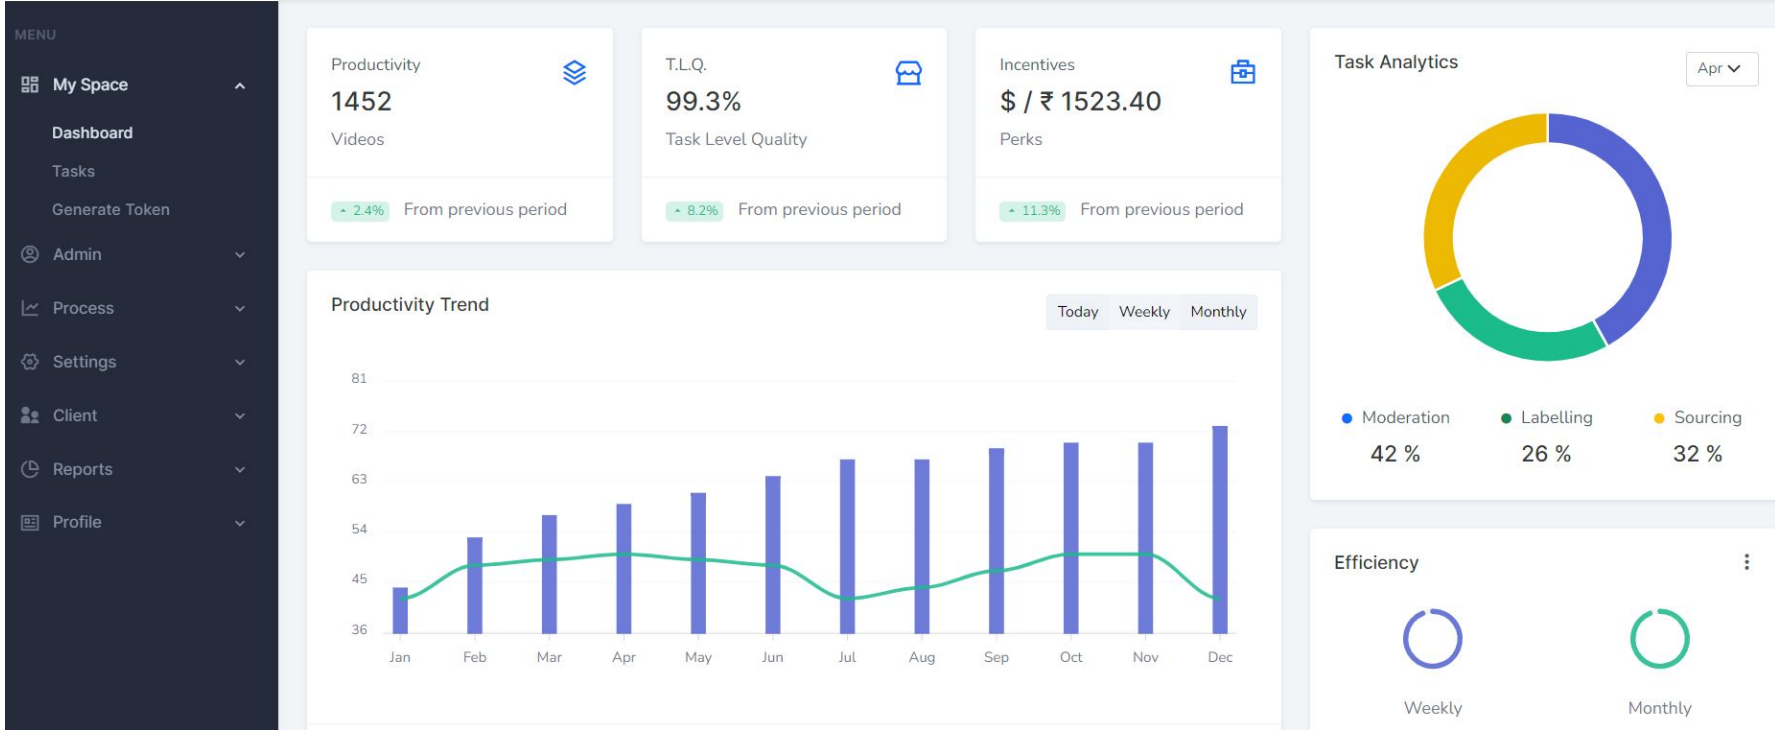 MENU
My Space
Dashboard
Tasks
Generate Token
Admin
Process
Settings
Client
Reports
Profile
Productivity
1452
Videos
2.4% From previous period
T.L.Q.
99.3%
Task Level Quality
8.2% From previous period
Incentives
$ / ₹ 1523.40
Perks
11.3% From previous period
Productivity Trend
Today Weekly Monthly
81
72
63
54
45
36
Jan Feb Mar Apr May Jun Jul Aug Sep Oct Nov Dec
Task Analytics
Apr
Moderation Labelling Sourcing
42 % 26 % 32 %
Efficiency
Weekly Monthly